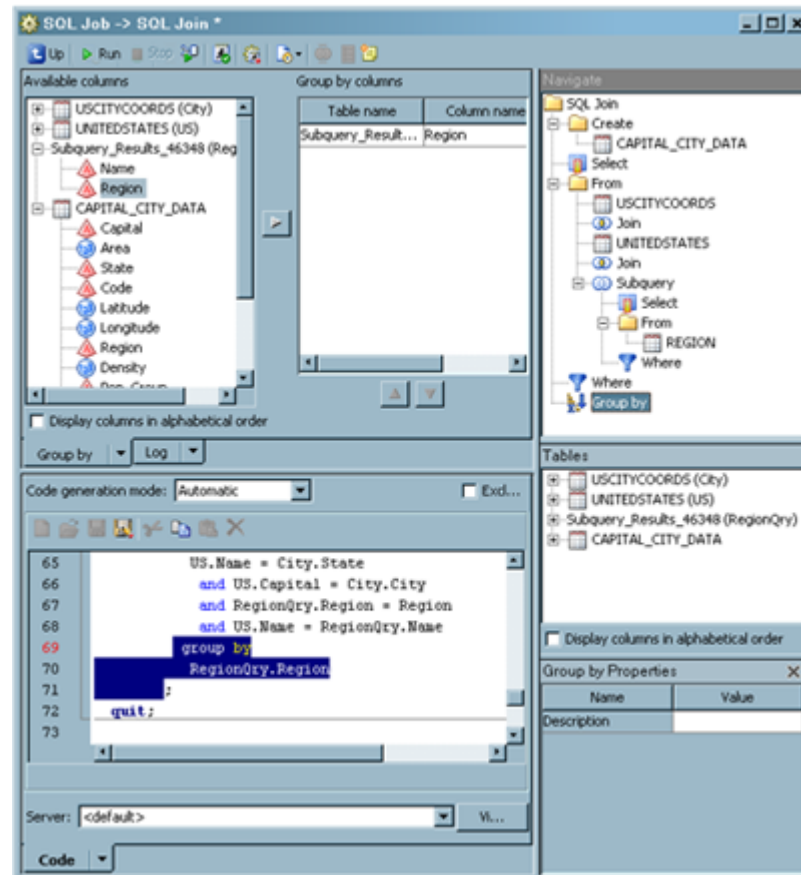 SQL Job -> SQL Join *
Up Run Stop
Available columns
USCITYCOORDS (City)
UNITEDSTATES (US)
Subquery_Results_46348 (Reg
Name
Region
CAPITAL_CITY_DATA
Capital
Area
State
Code
Latitude
Longitude
Region
Density
Display columns in alphabetical order
Group by columns
Table name Column name
Subquery_Result... Region
Group by Log
Navigate
SQL Join
Create
CAPITAL_CITY_DATA
Select
From
USCITYCOORDS
Join
UNITEDSTATES
Join
Subquery
Select
From
REGION
Where
Where
Group by
Code generation mode: Automatic Excl...
65 US.Name = City.State
66 and US.Capital = City.City
67 and RegionQry.Region = Region
68 and US.Name = RegionQry.Name
69 group by
70 RegionQry.Region
71 ;
72 quit;
73
Server: <default> Vi...
Code
Tables
USCITYCOORDS (City)
UNITEDSTATES (US)
Subquery_Results_46348 (RegionQry)
CAPITAL_CITY_DATA
Display columns in alphabetical order
Group by Properties
Name Value
Description